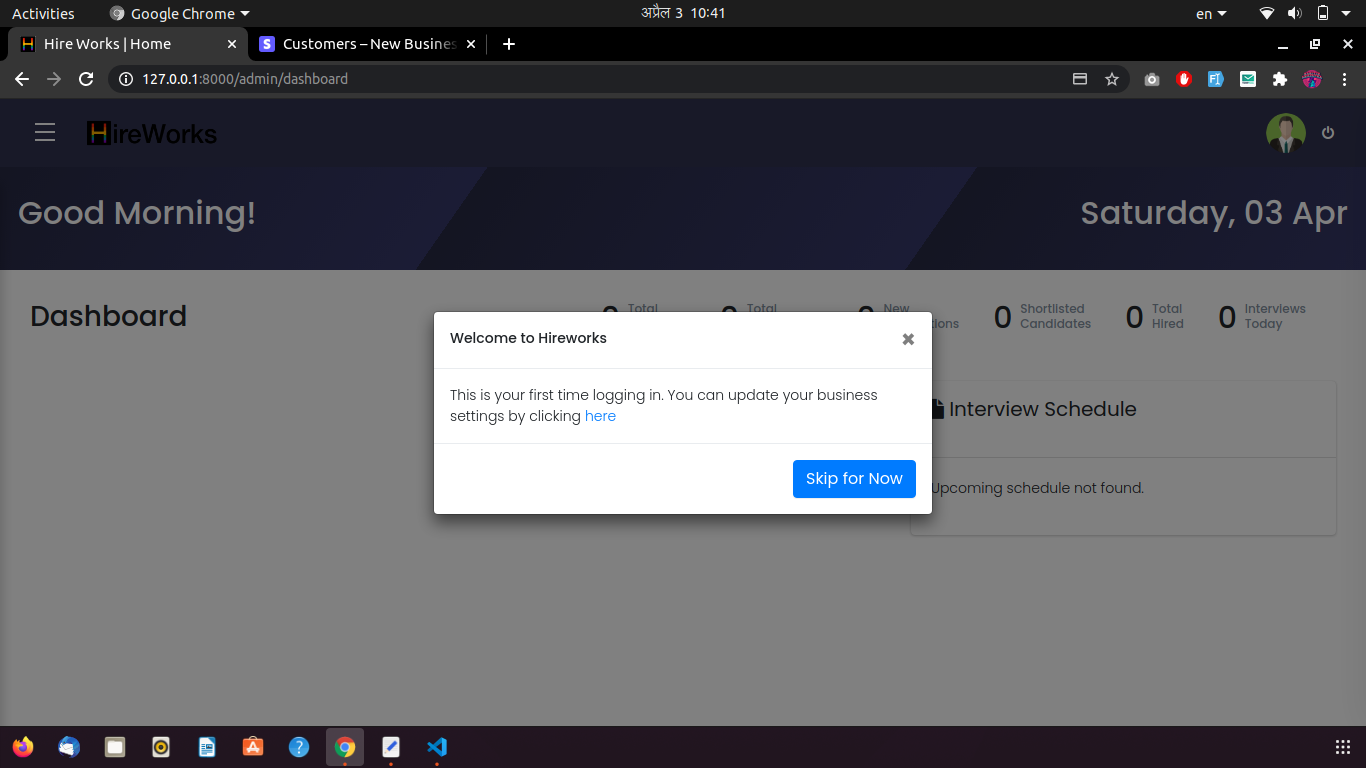 Activities
Google Chrome
अप्रैल 3 10:41
en
Hire Works | Home
Customers – New Busines
127.0.0.1:8000/admin/dashboard
HireWorks
Good Morning!
Saturday, 03 Apr
Dashboard
0 Total
0 Total
0 New
tions
0 Shortlisted
Candidates
0 Total
Hired
0 Interviews
Today
Welcome to Hireworks
This is your first time logging in. You can update your business
settings by clicking here
Skip for Now
Interview Schedule
Upcoming schedule not found.